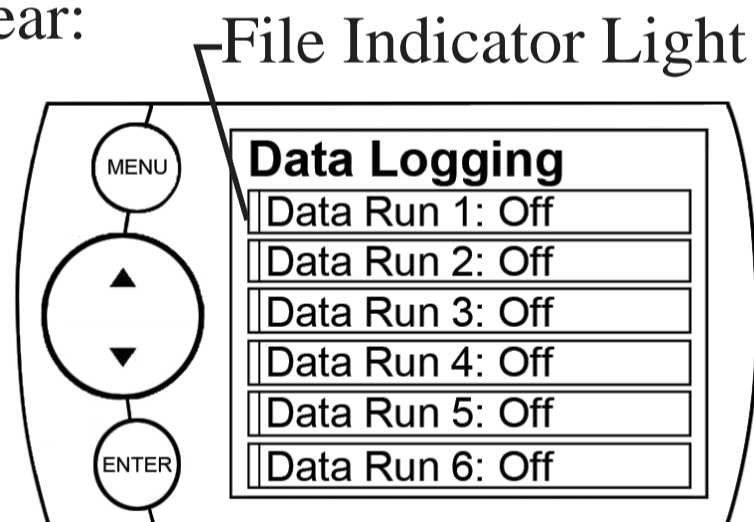 ear:
File Indicator Light
MENU
Data Logging
Data Run 1: Off
Data Run 2: Off
Data Run 3: Off
Data Run 4: Off
Data Run 5: Off
ENTER
Data Run 6: Off